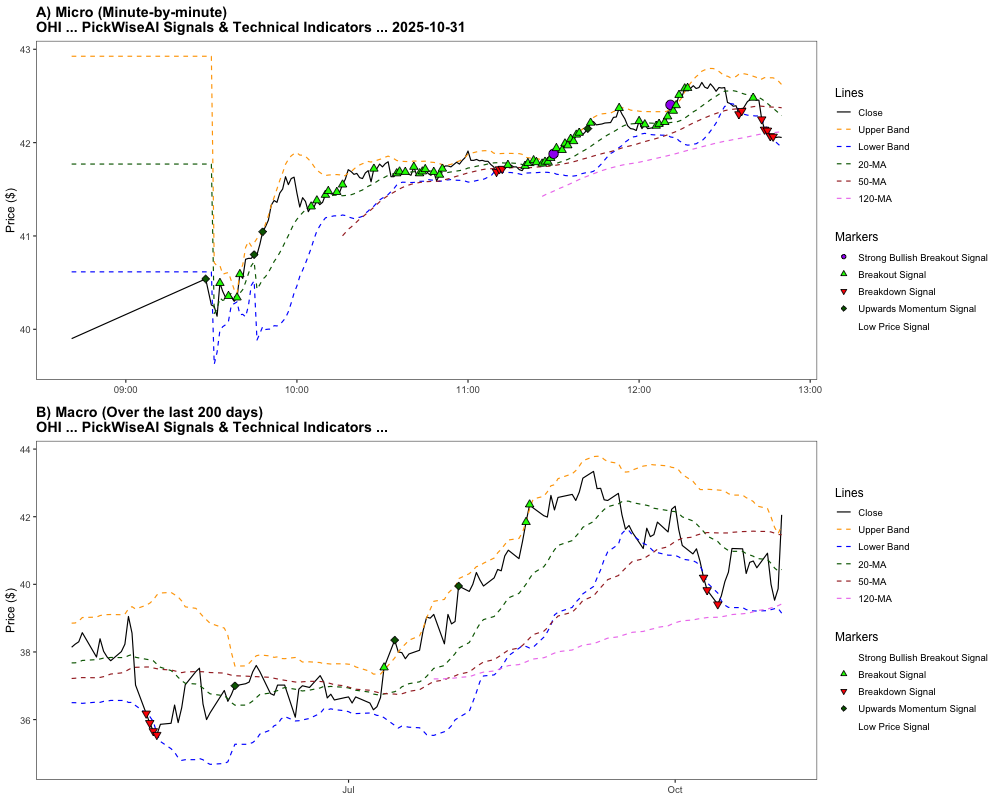 A) Micro (Minute-by-minute)
OHI ... PickWiseAI Signals & Technical Indicators ... 2025-10-31
43
42
41
40
Price ($)
09:00
10:00
11:00
12:00
13:00
Lines
Close
Upper Band
Lower Band
20-MA
50-MA
120-MA
Markers
Strong Bullish Breakout Signal
Breakout Signal
Breakdown Signal
Upwards Momentum Signal
Low Price Signal
B) Macro (Over the last 200 days)
OHI ... PickWiseAI Signals & Technical Indicators ...
44
42
40
38
36
Price ($)
Jul
Oct
Lines
Close
Upper Band
Lower Band
20-MA
50-MA
120-MA
Markers
Strong Bullish Breakout Signal
Breakout Signal
Breakdown Signal
Upwards Momentum Signal
Low Price Signal